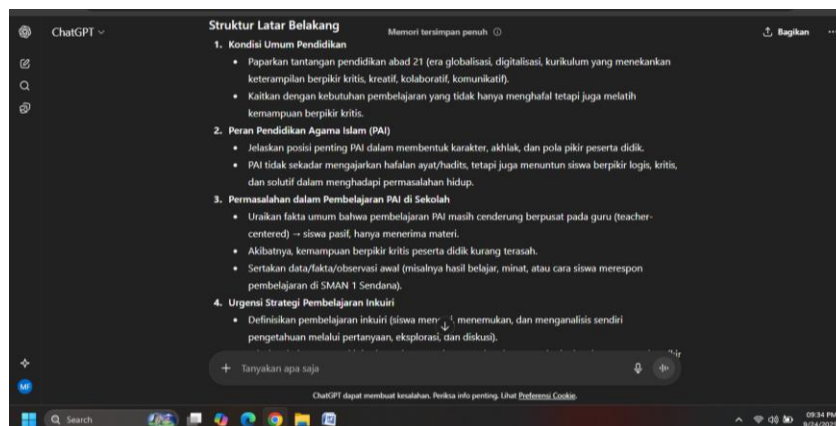 ChatGPT
Struktur Latar Belakang
Memori tersimpan penuh
Bagikan
1. Kondisi Umum Pendidikan
• Paparkan tantangan pendidikan abad 21 (era globalisasi, digitalisasi, kurikulum yang menekankan
keterampilan berpikir kritis, kreatif, kolaboratif, komunikatif).
• Kaitkan dengan kebutuhan pembelajaran yang tidak hanya menghafal tetapi juga melatih
kemampuan berpikir kritis.
2. Peran Pendidikan Agama Islam (PAI)
• Jelaskan posisi penting PAI dalam membentuk karakter, akhlak, dan pola pikir peserta didik.
• PAI tidak sekadar mengajarkan hafalan ayat/hadits, tetapi juga menuntun siswa berpikir logis, kritis,
dan solutif dalam menghadapi permasalahan hidup.
3. Permasalahan dalam Pembelajaran PAI di Sekolah
• Uraikan fakta umum bahwa pembelajaran PAI masih cenderung berpusat pada guru (teacher-
centered) → siswa pasif, hanya menerima materi.
• Akibatnya, kemampuan berpikir kritis peserta didik kurang terasah.
• Sertakan data/fakta/observasi awal (misalnya hasil belajar, minat, atau cara siswa merespon
pembelajaran di SMAN 1 Sendana).
4. Urgensi Strategi Pembelajaran Inkuiri
• Definisikan pembelajaran inkuiri (siswa menemukan, dan menganalisis sendiri
pengetahuan melalui pertanyaan, eksplorasi, dan diskusi).
Tanyakan apa saja
ChatGPT dapat membuat kesalahan. Periksa info penting. Lihat Preferensi Cookie.
MF
Search
09:34 PM